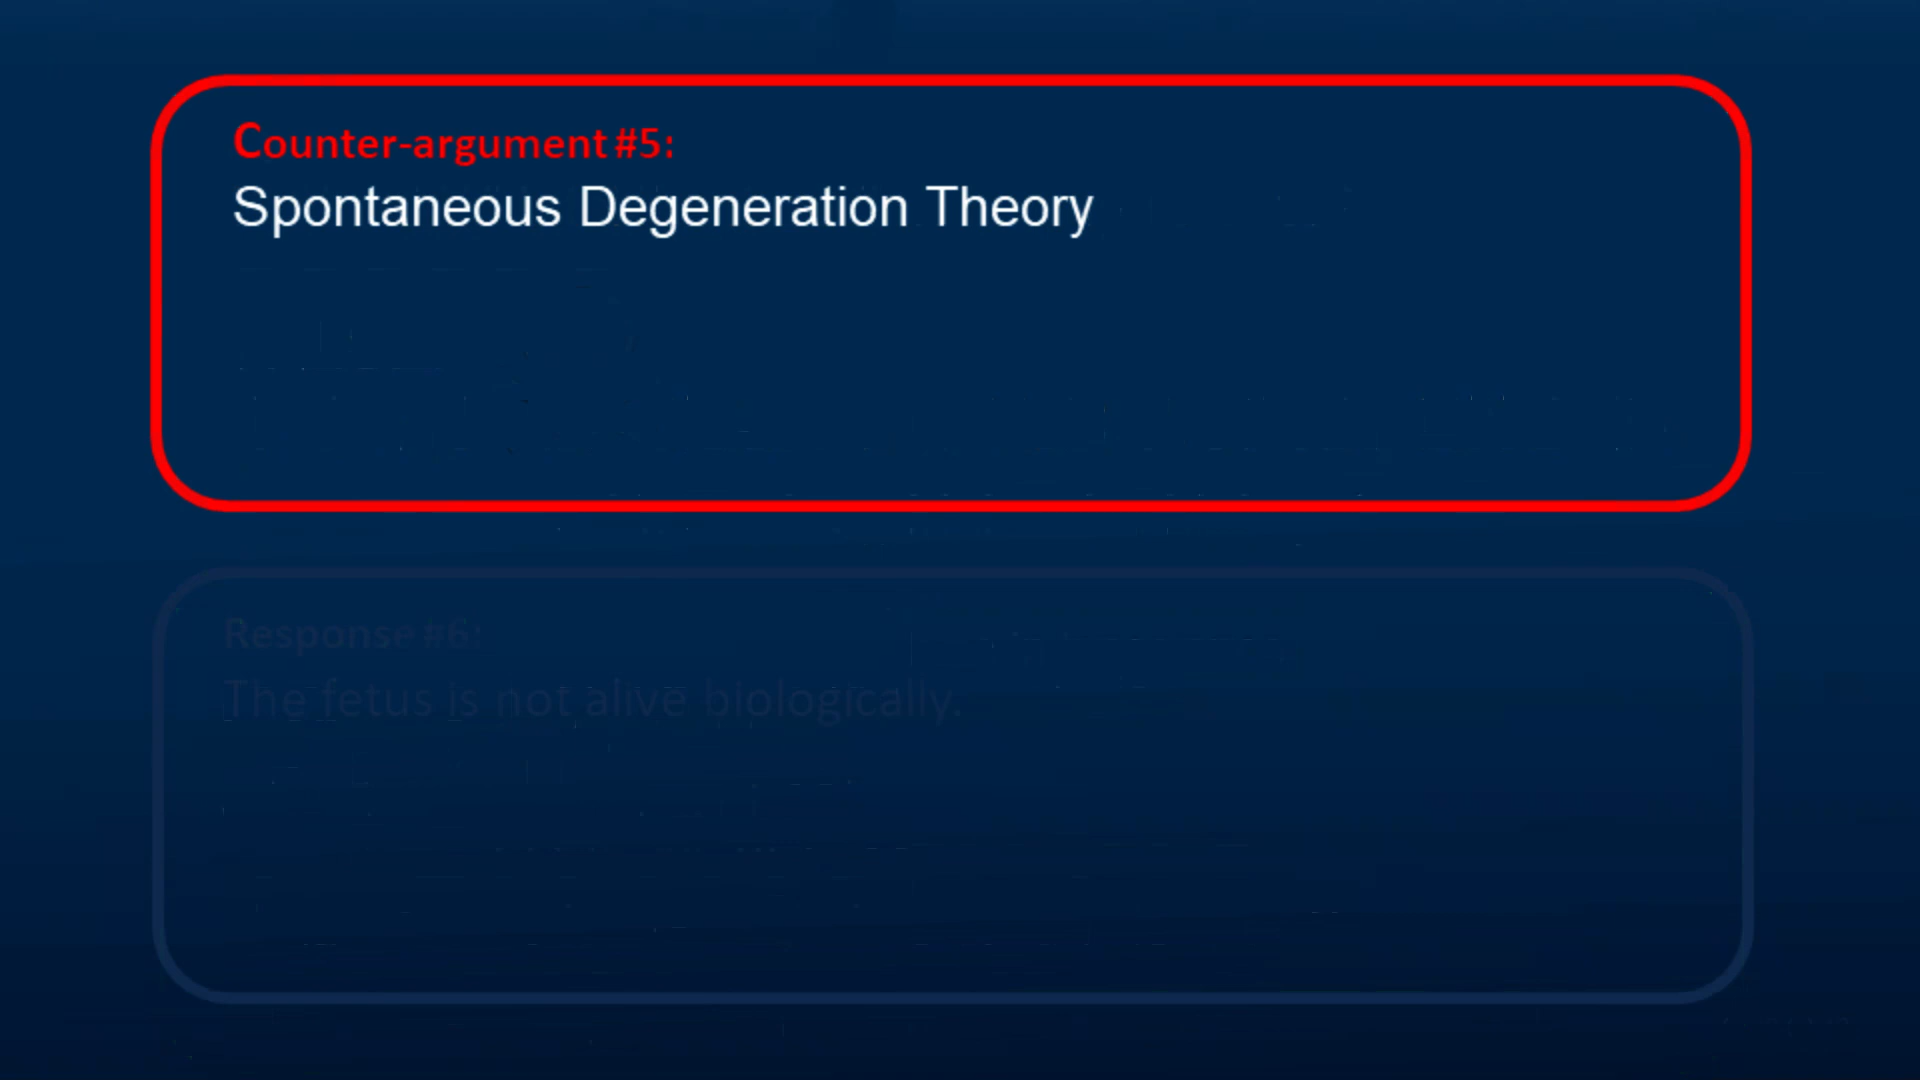 Counter-argument #5:
Spontaneous Degeneration Theory
Response #6:
The fetus is not alive biologically.